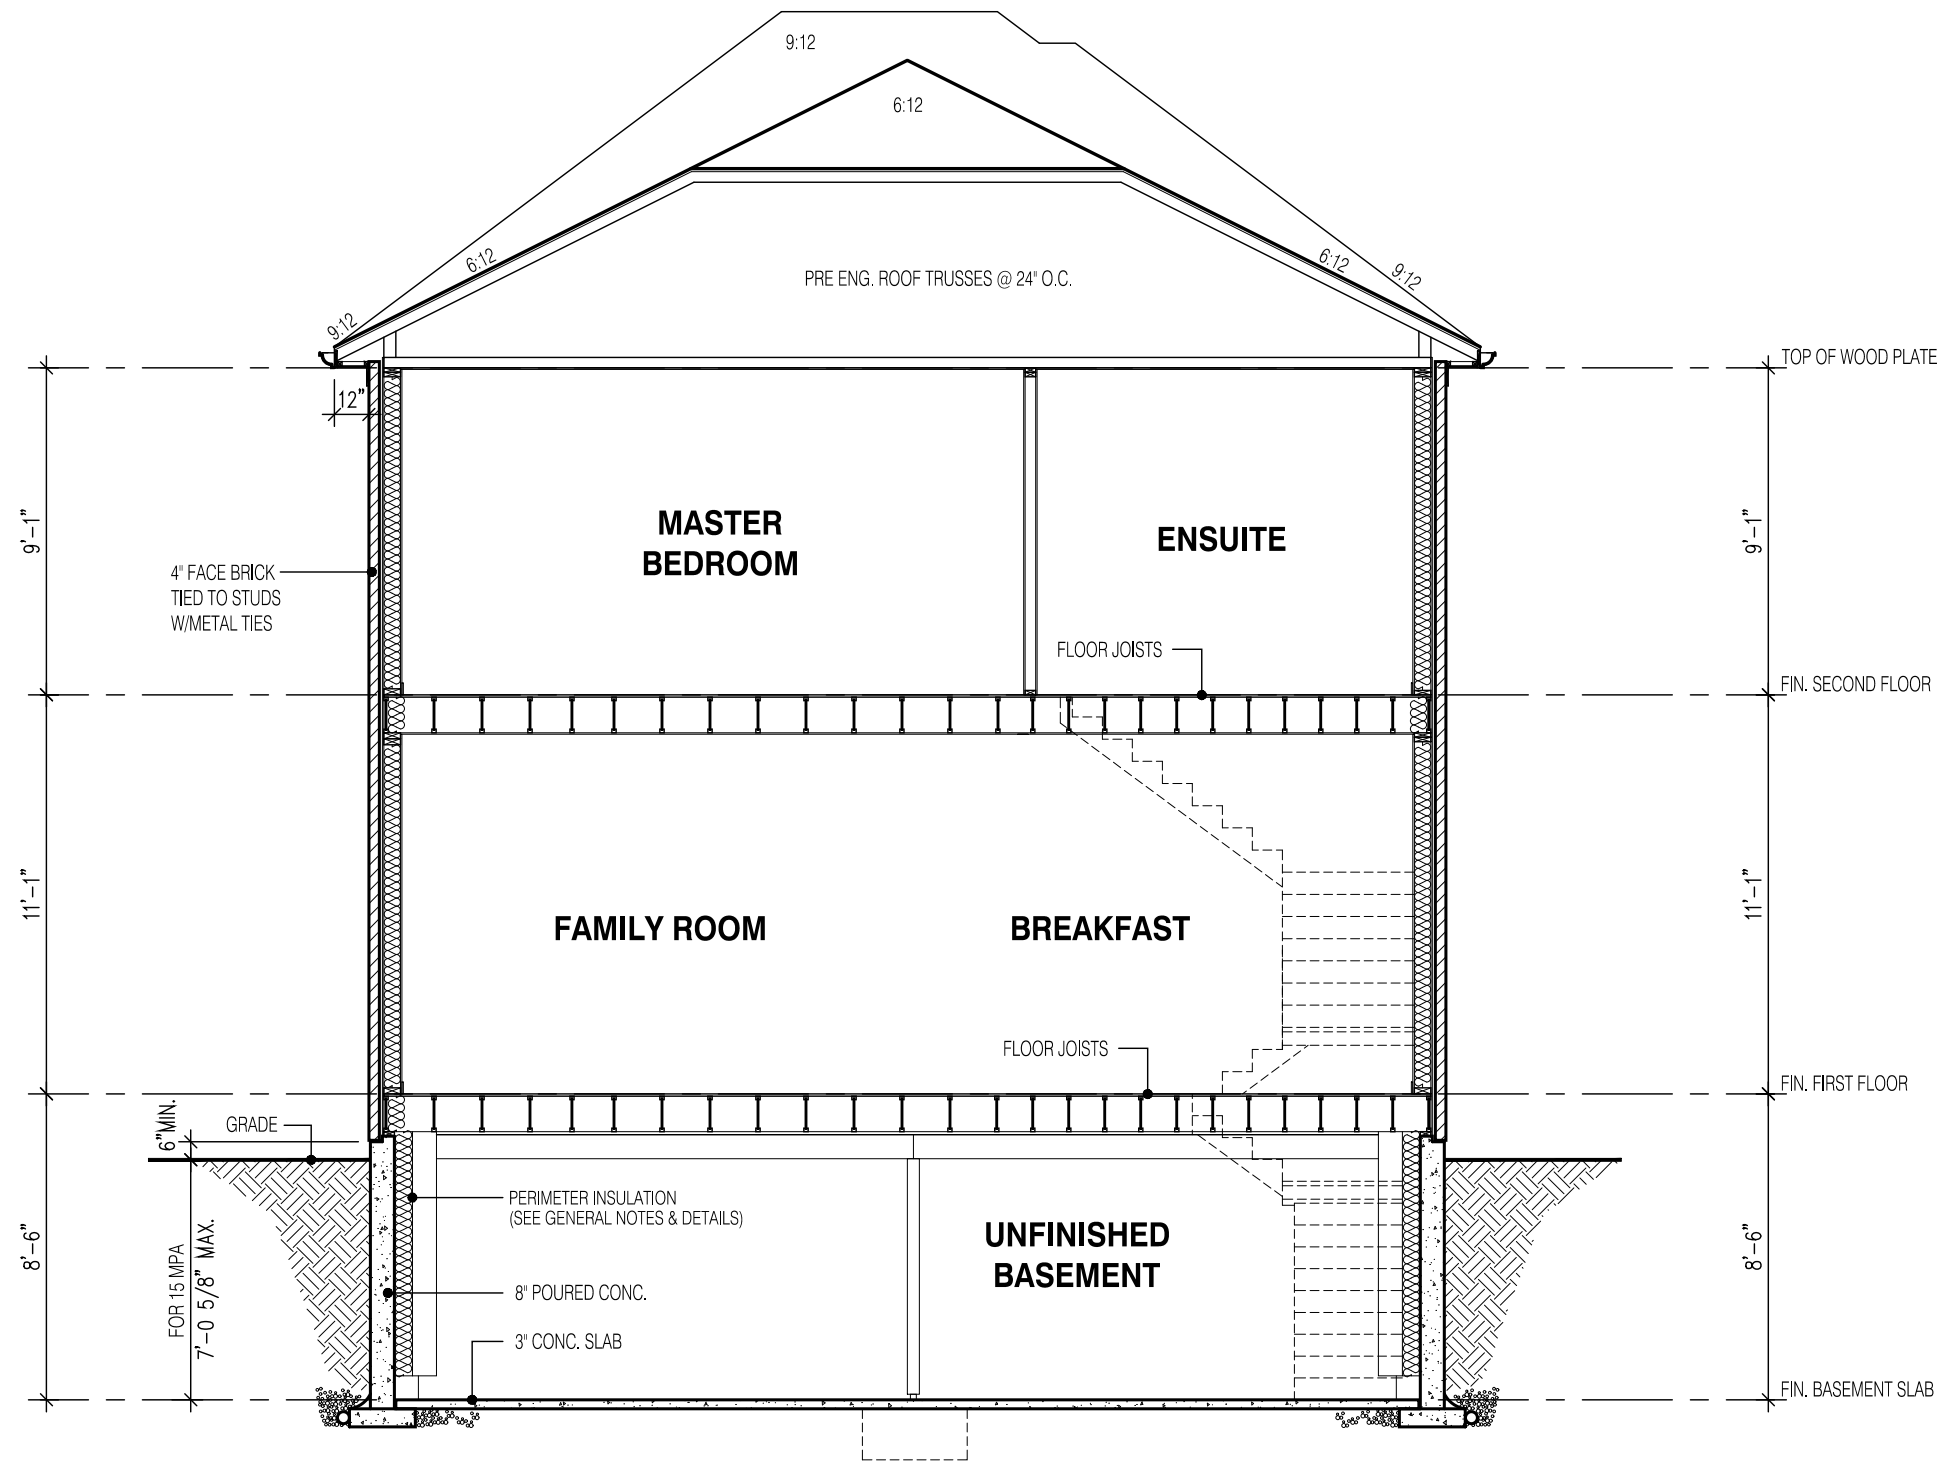 9:12
6:12
6:12
6:12
9:12
PRE ENG. ROOF TRUSSES @ 24" O.C.
9:12
TOP OF WOOD PLATE
12"
9'-1"
9'-1"
MASTER
BEDROOM
ENSUITE
4" FACE BRICK
TIED TO STUDS
W/METAL TIES
FLOOR JOISTS
FIN. SECOND FLOOR
11'-1"
11'-1"
FAMILY ROOM
BREAKFAST
FLOOR JOISTS
FIN. FIRST FLOOR
6"MIN.
GRADE
PERIMETER INSULATION
(SEE GENERAL NOTES & DETAILS)
UNFINISHED
BASEMENT
8'-6"
8'-6"
FOR 15 MPA
7'-0 5/8" MAX.
8" POURED CONC.
3" CONC. SLAB
FIN. BASEMENT SLAB